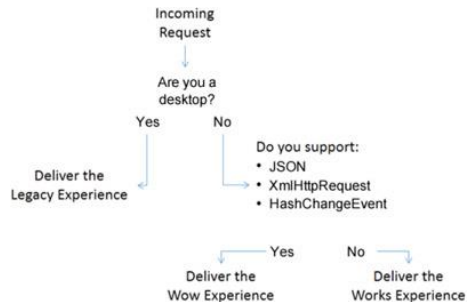 Incoming
Request
Are you a
desktop?
Yes No
Do you support:
• JSON
• XmlHttpRequest
• HashChangeEvent
Deliver the
Legacy Experience
Yes No
Deliver the
Wow Experience
Deliver the
Works Experience